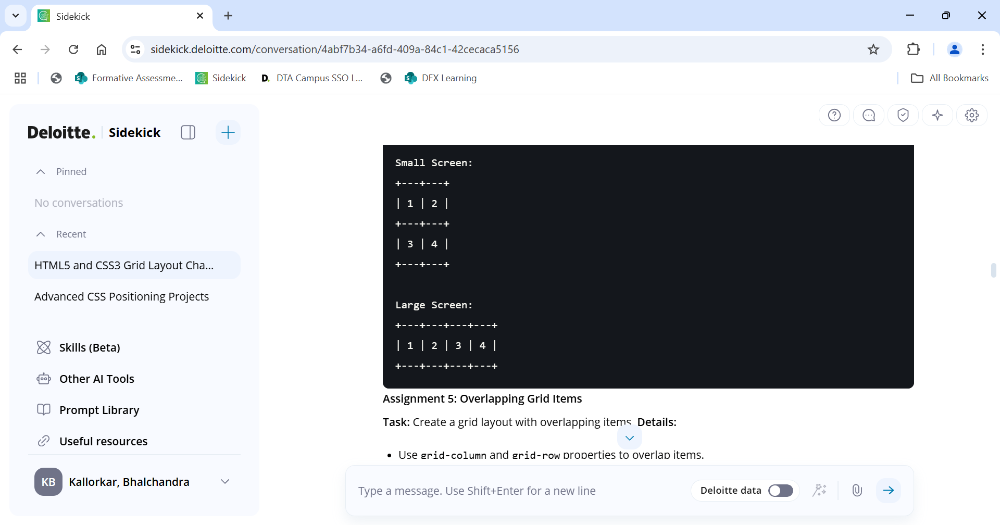 Sidekick
sidekick.deloitte.com/conversation/4abf7b34-a6fd-409a-84c1-42cecaca5156
Formative Assessme...
Sidekick
D. DTA Campus SSO L...
DFX Learning
All Bookmarks
Deloitte. Sidekick
Pinned
No conversations
Recent
HTML5 and CSS3 Grid Layout Cha...
Advanced CSS Positioning Projects
Skills (Beta)
Other AI Tools
Prompt Library
Useful resources
KB Kallorkar, Bhalchandra
Small Screen:
+---+---+
| 1 | 2 |
+---+---+
| 3 | 4 |
+---+---+
Large Screen:
+---+---+---+---+
| 1 | 2 | 3 | 4 |
+---+---+---+---+
Assignment 5: Overlapping Grid Items
Task: Create a grid layout with overlapping items. Details:
• Use grid-column and grid-row properties to overlap items.
Type a message. Use Shift+Enter for a new line
Deloitte data